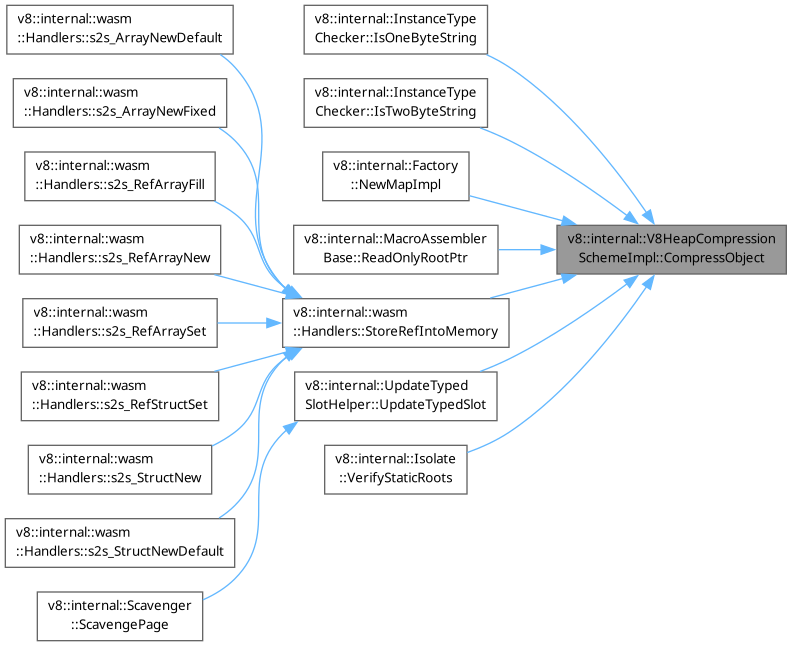 v8::internal::wasm
::Handlers::s2s_ArrayNewDefault
v8::internal::wasm
::Handlers::s2s_ArrayNewFixed
v8::internal::wasm
::Handlers::s2s_RefArrayFill
v8::internal::wasm
::Handlers::s2s_RefArrayNew
v8::internal::wasm
::Handlers::s2s_RefArraySet
v8::internal::wasm
::Handlers::s2s_RefStructSet
v8::internal::wasm
::Handlers::s2s_StructNew
v8::internal::wasm
::Handlers::s2s_StructNewDefault
v8::internal::Scavenger
::ScavengePage
v8::internal::InstanceType
Checker::IsOneByteString
v8::internal::InstanceType
Checker::IsTwoByteString
v8::internal::Factory
::NewMapImpl
v8::internal::MacroAssembler
Base::ReadOnlyRootPtr
v8::internal::wasm
::Handlers::StoreRefIntoMemory
v8::internal::UpdateTyped
SlotHelper::UpdateTypedSlot
v8::internal::Isolate
::VerifyStaticRoots
v8::internal::V8HeapCompression
SchemeImpl::CompressObject